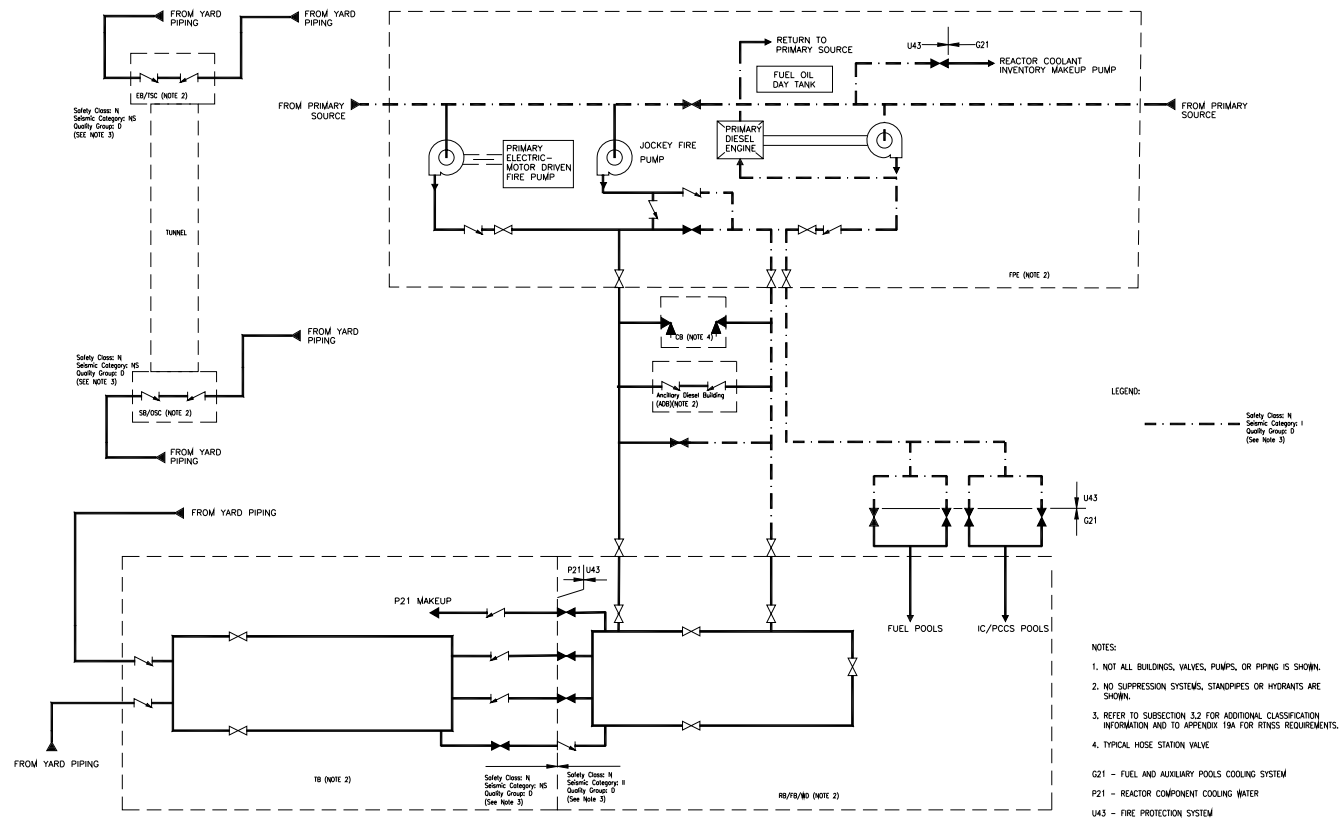 FROM YARD
PIPING
FROM YARD
PIPING
EB/TSC (NOTE 2)
Safety Class: N
Seismic Category: NS
Quality Group: D
(SEE NOTE 3)
TUNNEL
FROM YARD
PIPING
Safety Class: N
Seismic Category: NS
Quality Group: D
(SEE NOTE 3)
SB/OSC (NOTE 2)
FROM YARD
PIPING
RETURN TO
PRIMARY SOURCE
FUEL OIL
DAY TANK
U43
G21
REACTOR COOLANT
INVENTORY MAKEUP PUMP
FROM PRIMARY
SOURCE
FROM PRIMARY
SOURCE
PRIMARY
ELECTRIC-
MOTOR DRIVEN
FIRE PUMP
JOCKEY FIRE
PUMP
PRIMARY
DIESEL
ENGINE
FPE (NOTE 2)
CB (NOTE 4)
Ancillary Diesel Building
(ADB)(NOTE 2)
LEGEND:
Safety Class: N
Seismic Category: I
Quality Group: D
(See Note 3)
U43
G21
FROM YARD PIPING
P21 U43
P21 MAKEUP
FUEL POOLS
IC/PCCS POOLS
FROM YARD PIPING
TB (NOTE 2)
Safety Class: N
Seismic Category: NS
Quality Group: D
(See Note 3)
Safety Class: N
Seismic Category: II
Quality Group: D
(See Note 3)
RB/FB/WD (NOTE 2)
NOTES:
1. NOT ALL BUILDINGS, VALVES, PUMPS, OR PIPING IS SHOWN.
2. NO SUPPRESSION SYSTEMS, STANDPIPES OR HYDRANTS ARE
SHOWN.
3. REFER TO SUBSECTION 3.2 FOR ADDITIONAL CLASSIFICATION
INFORMATION AND TO APPENDIX 19A FOR RTNSS REQUIREMENTS.
4. TYPICAL HOSE STATION VALVE
G21 - FUEL AND AUXILIARY POOLS COOLING SYSTEM
P21 - REACTOR COMPONENT COOLING WATER
U43 - FIRE PROTECTION SYSTEM